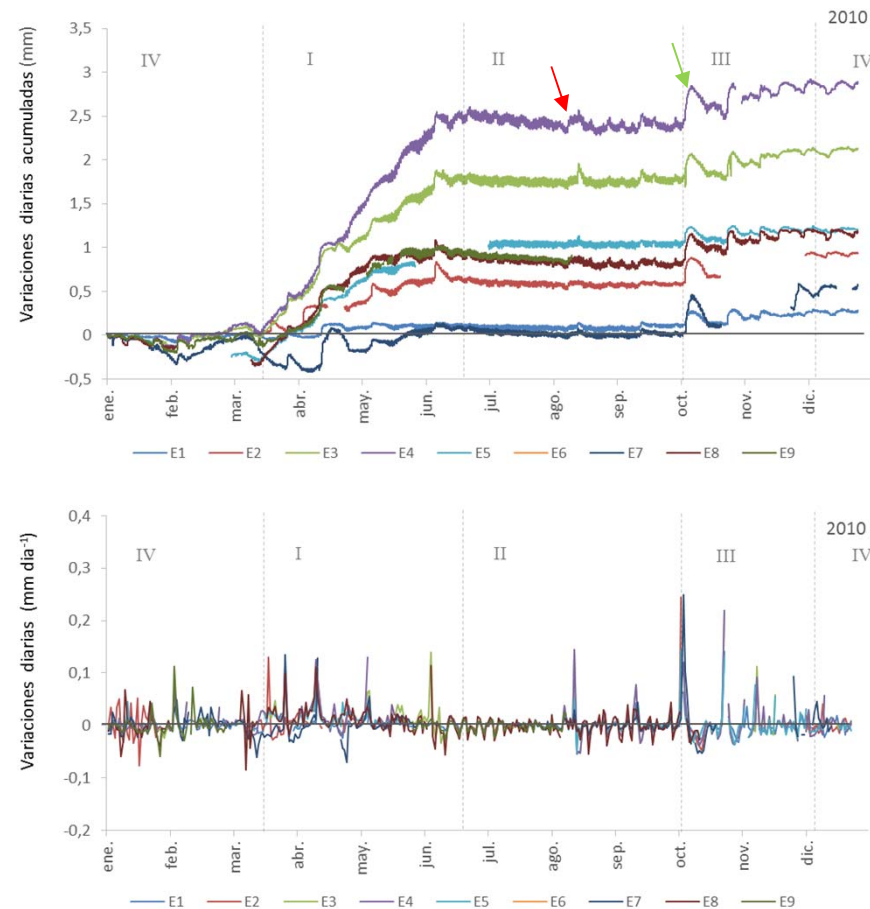 2010
Variaciones diarias acumuladas (mm)
3,5
3
2,5
2
1,5
1
0,5
0
-0,5
IV I II III IV
ene. feb. mar. abr. may. jun. jul. ago. sep. oct. nov. dic.
E1 E2 E3 E4 E5 E6 E7 E8 E9
Variaciones diarias (mm dia⁻¹)
0,4
0,3
0,2
0,1
0
-0,1
-0,2
2010
IV I II III IV
ene. feb. mar. abr. may. jun. jul. ago. sep. oct. nov. dic.
E1 E2 E3 E4 E5 E6 E7 E8 E9